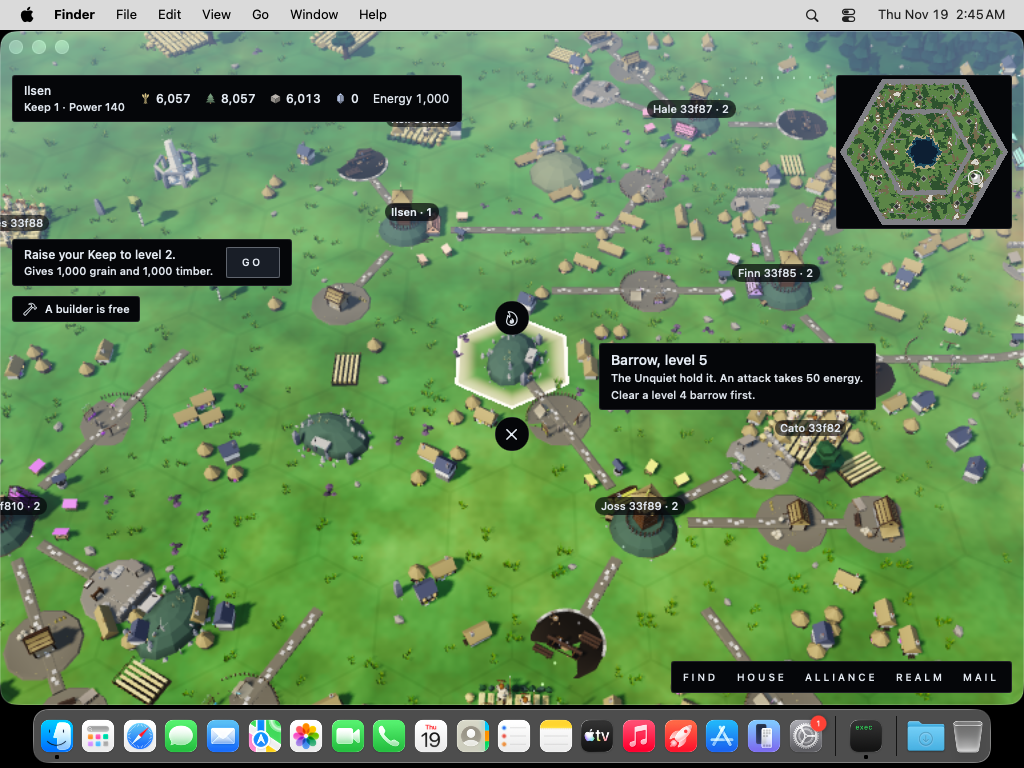 Finder File Edit View Go Window Help
Thu Nov 19 2:45 AM
Ilsen
Keep 1 · Power 140
6,057
8,057
6,013
0
Energy 1,000
Hale 33f87 · 2
33f88
Ilsen · 1
Raise your Keep to level 2.
Gives 1,000 grain and 1,000 timber.
GO
Finn 33f85 · 2
A builder is free
Barrow, level 5
The Unquiet hold it. An attack takes 50 energy.
Clear a level 4 barrow first.
Cato 33f82
f810 · 2
Joss 33f89 · 2
FIND HOUSE ALLIANCE REALM MAIL
Thu
19
tv
1
exec